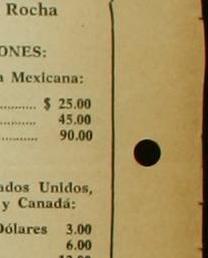 Rocha
ONES:
a Mexicana:
......... $ 25.00
......... 45.00
......... 90.00
ados Unidos,
y Canadá:
Dólares 3.00
6.00